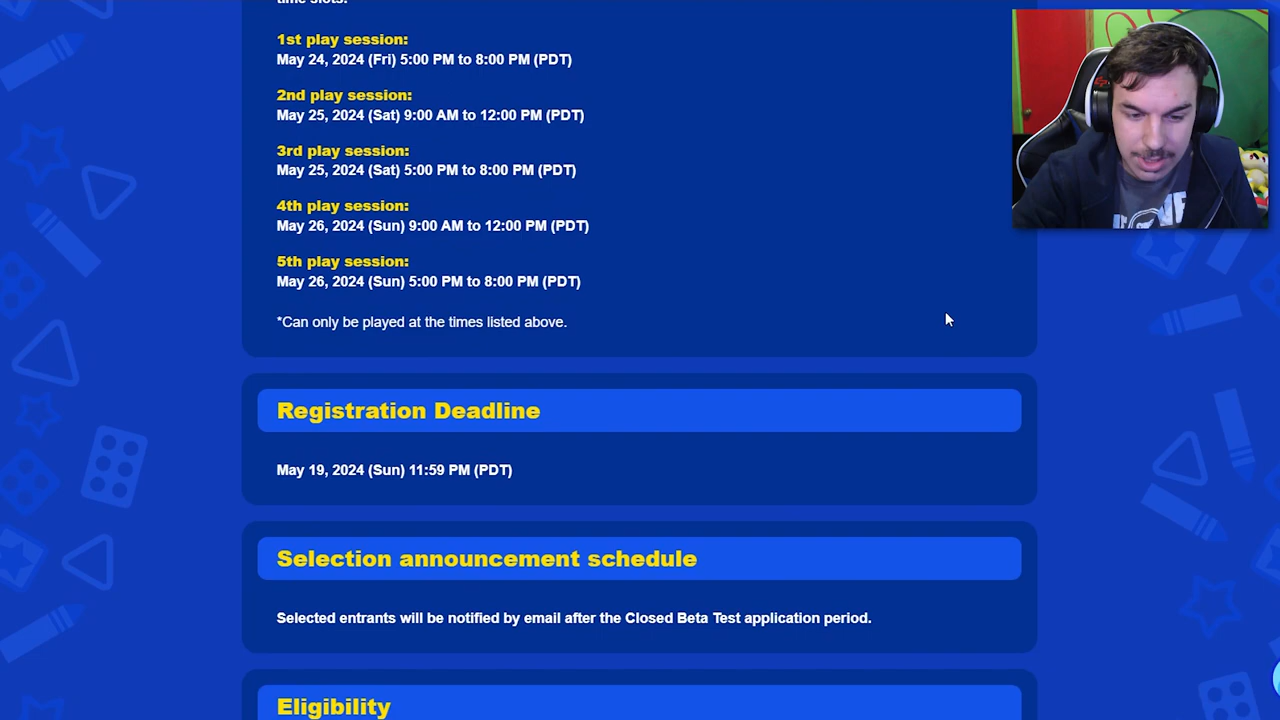 time slots.
1st play session:
May 24, 2024 (Fri) 5:00 PM to 8:00 PM (PDT)
2nd play session:
May 25, 2024 (Sat) 9:00 AM to 12:00 PM (PDT)
3rd play session:
May 25, 2024 (Sat) 5:00 PM to 8:00 PM (PDT)
4th play session:
May 26, 2024 (Sun) 9:00 AM to 12:00 PM (PDT)
5th play session:
May 26, 2024 (Sun) 5:00 PM to 8:00 PM (PDT)
*Can only be played at the times listed above.
Registration Deadline
May 19, 2024 (Sun) 11:59 PM (PDT)
Selection announcement schedule
Selected entrants will be notified by email after the Closed Beta Test application period.
Eligibility